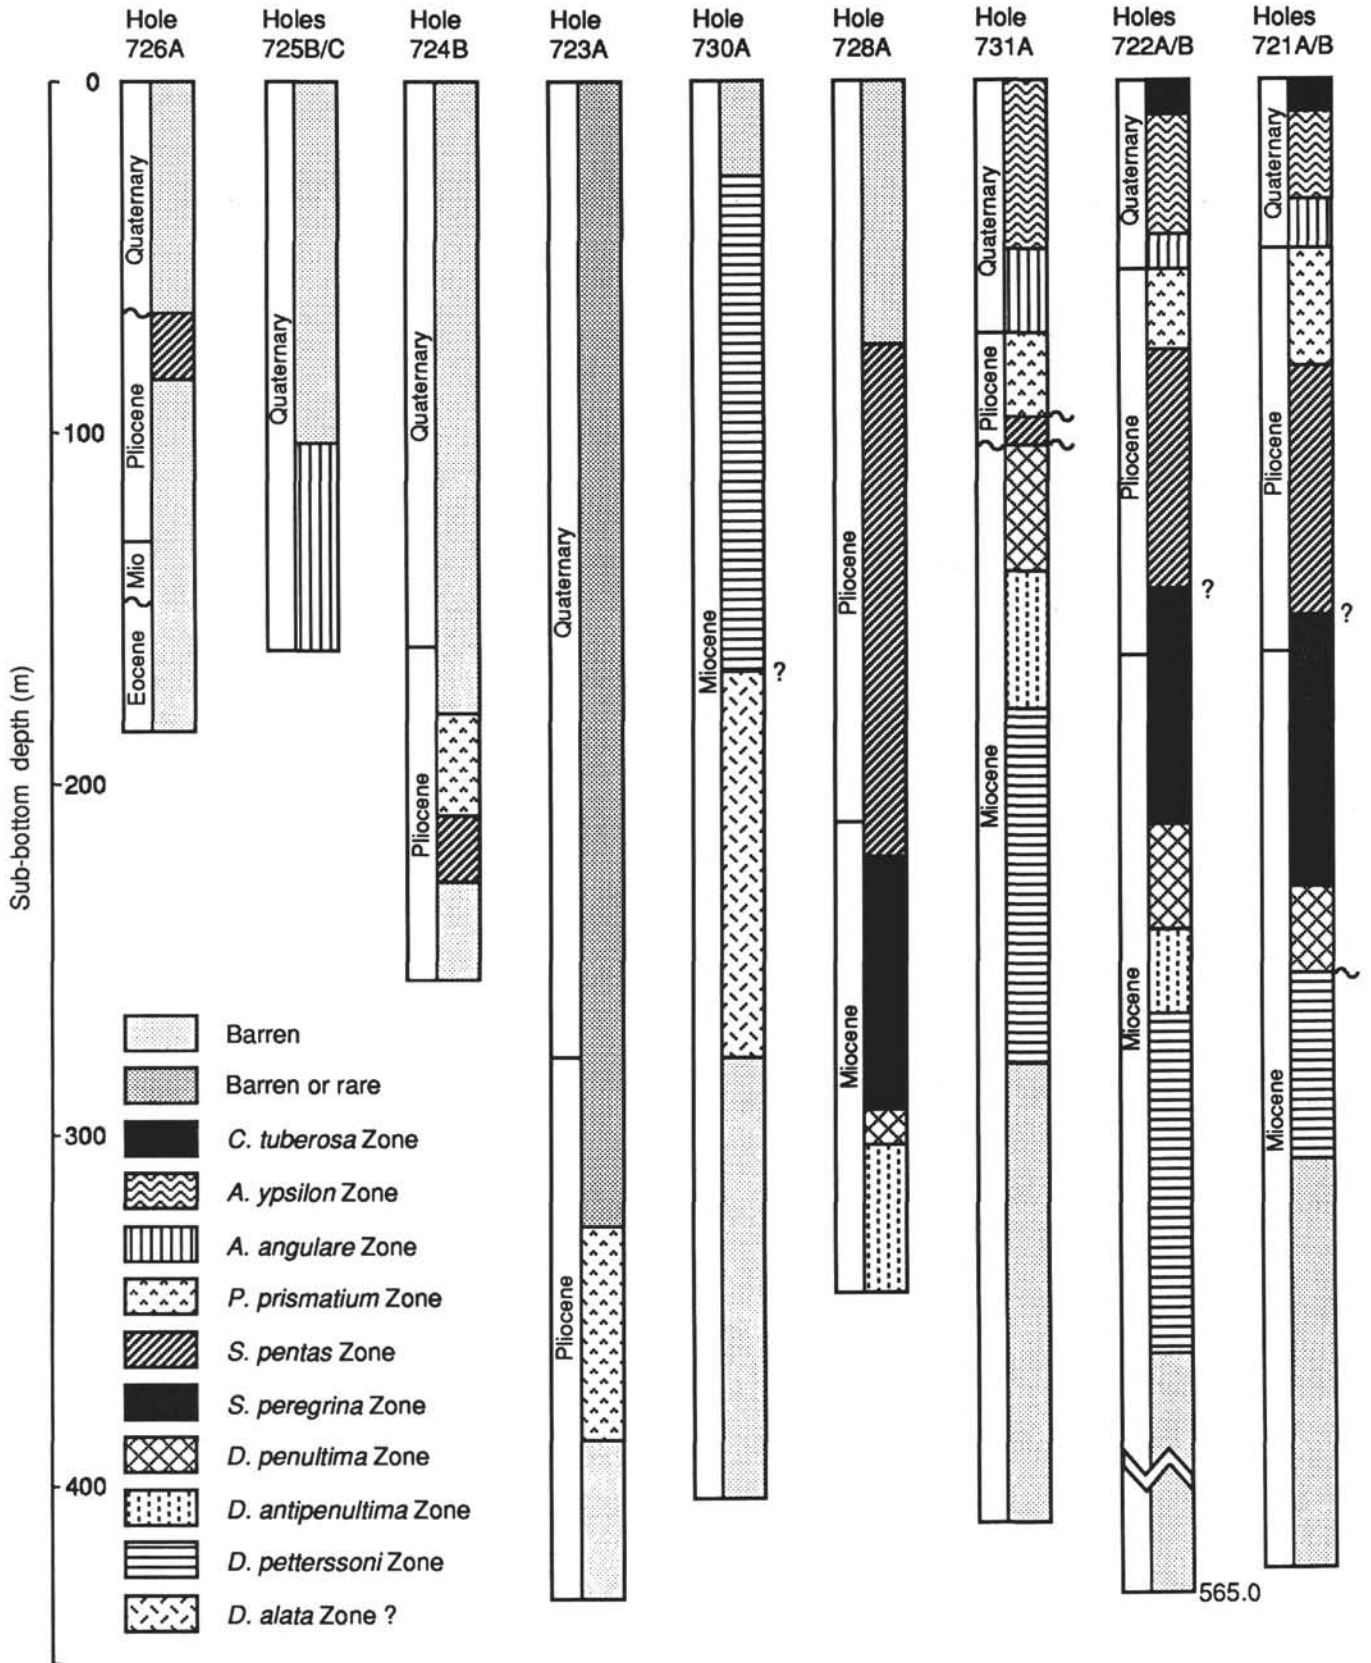 Hole
726A
Holes
725B/C
Hole
724B
Hole
723A
Hole
730A
Hole
728A
Hole
731A
Holes
722A/B
Holes
721A/B
Sub-bottom depth (m)
0
100
200
300
400
Quaternary
Pliocene
Mio
Eocene
Quaternary
Quaternary
Pliocene
Quaternary
Pliocene
Miocene
?
Pliocene
Miocene
Quaternary
Pliocene
Miocene
Quaternary
Pliocene
?
Miocene
565.0
Quaternary
Pliocene
?
Miocene
Barren
Barren or rare
C. tuberosa Zone
A. ypsilon Zone
A. angulare Zone
P. prismatium Zone
S. pentas Zone
S. peregrina Zone
D. penultima Zone
D. antipenultima Zone
D. petterssoni Zone
D. alata Zone ?